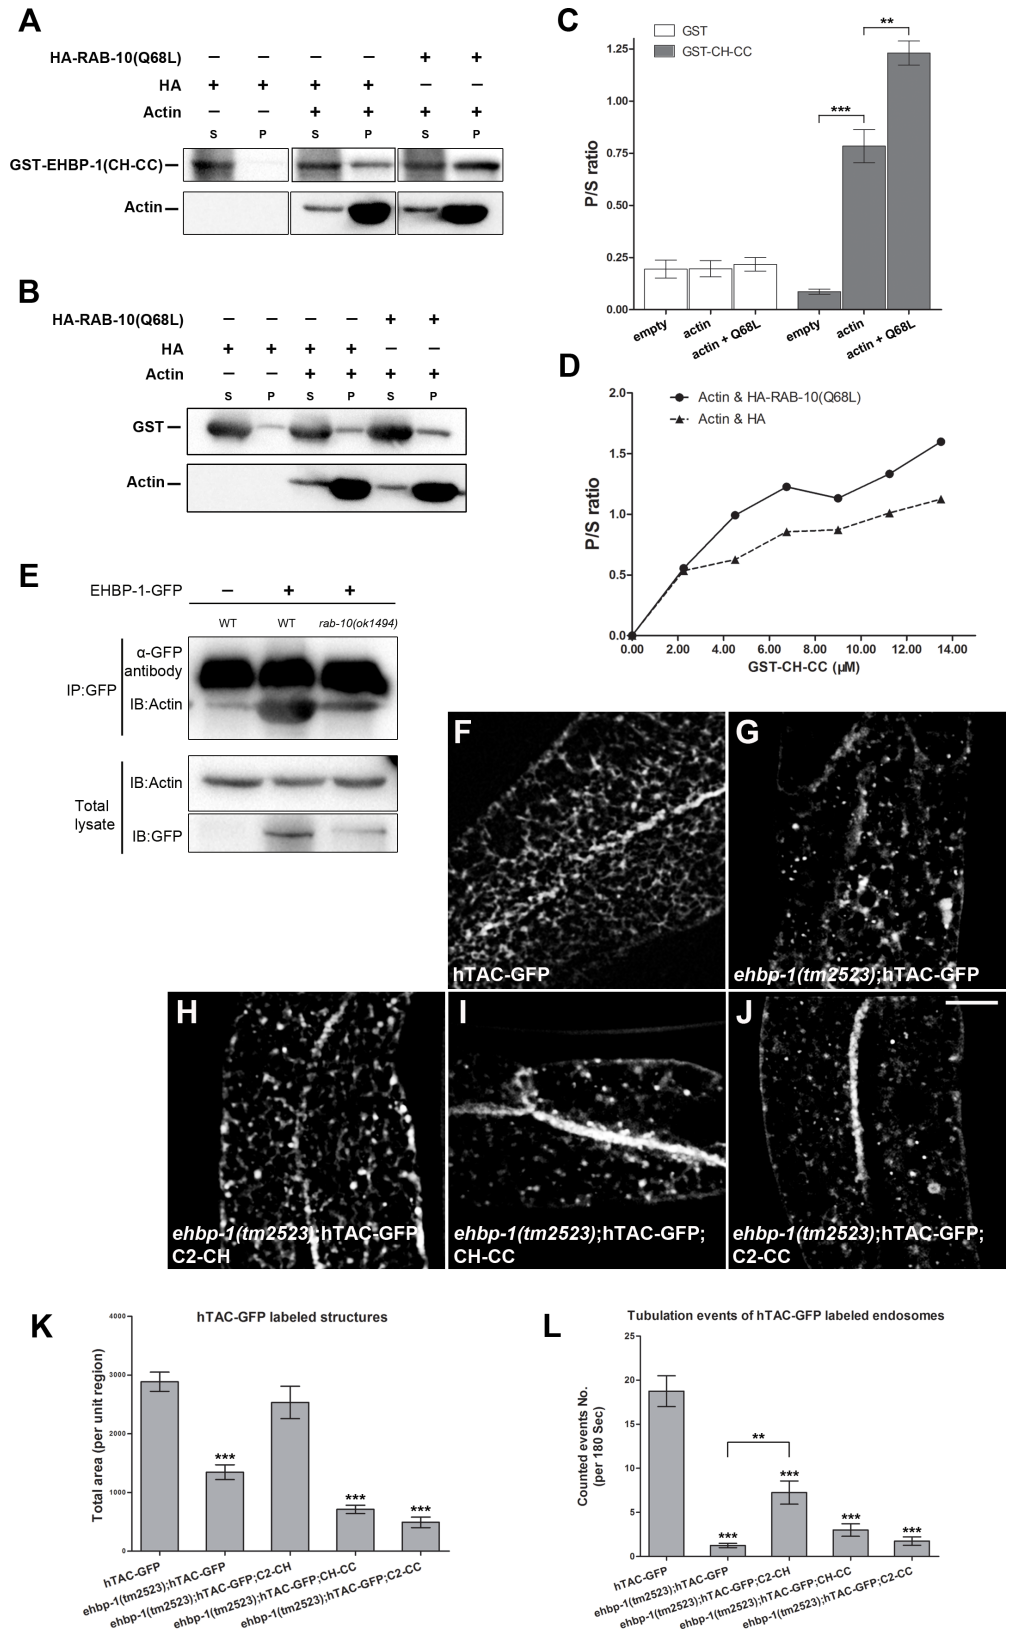 A
HA-RAB-10(Q68L) – – – – + +
HA + + + + – –
Actin – – + + + +
S P S P S P
GST-EHBP-1(CH-CC)
Actin
B
HA-RAB-10(Q68L) – – – – + +
HA + + + + – –
Actin – – + + + +
S P S P S P
GST
Actin
C
GST
GST-CH-CC
**
***
P/S ratio
1.25
1.00
0.75
0.50
0.25
0.00
empty actin actin + Q68L empty actin actin + Q68L
D
Actin & HA-RAB-10(Q68L)
Actin & HA
P/S ratio
2.0
1.5
1.0
0.5
0.0
0.00 2.00 4.00 6.00 8.00 10.00 12.00 14.00
GST-CH-CC (µM)
E
EHBP-1-GFP – + +
WT WT rab-10(ok1494)
IP:GFP
α-GFP
antibody
IB:Actin
Total
lysate
IB:Actin
IB:GFP
F
hTAC-GFP
G
ehbp-1(tm2523);hTAC-GFP
H
ehbp-1(tm2523);hTAC-GFP
C2-CH
I
ehbp-1(tm2523);hTAC-GFP;
CH-CC
J
ehbp-1(tm2523);hTAC-GFP;
C2-CC
K
hTAC-GFP labeled structures
Total area (per unit region)
4000
3000
2000
1000
0
***
***
***
hTAC-GFP
ehbp-1(tm2523);hTAC-GFP
ehbp-1(tm2523);hTAC-GFP;C2-CH
ehbp-1(tm2523);hTAC-GFP;CH-CC
ehbp-1(tm2523);hTAC-GFP;C2-CC
L
Tubulation events of hTAC-GFP labeled endosomes
Counted events No.
(per 180 Sec)
25
20
15
10
5
0
**
***
***
***
***
hTAC-GFP
ehbp-1(tm2523);hTAC-GFP
ehbp-1(tm2523);hTAC-GFP;C2-CH
ehbp-1(tm2523);hTAC-GFP;CH-CC
ehbp-1(tm2523);hTAC-GFP;C2-CC